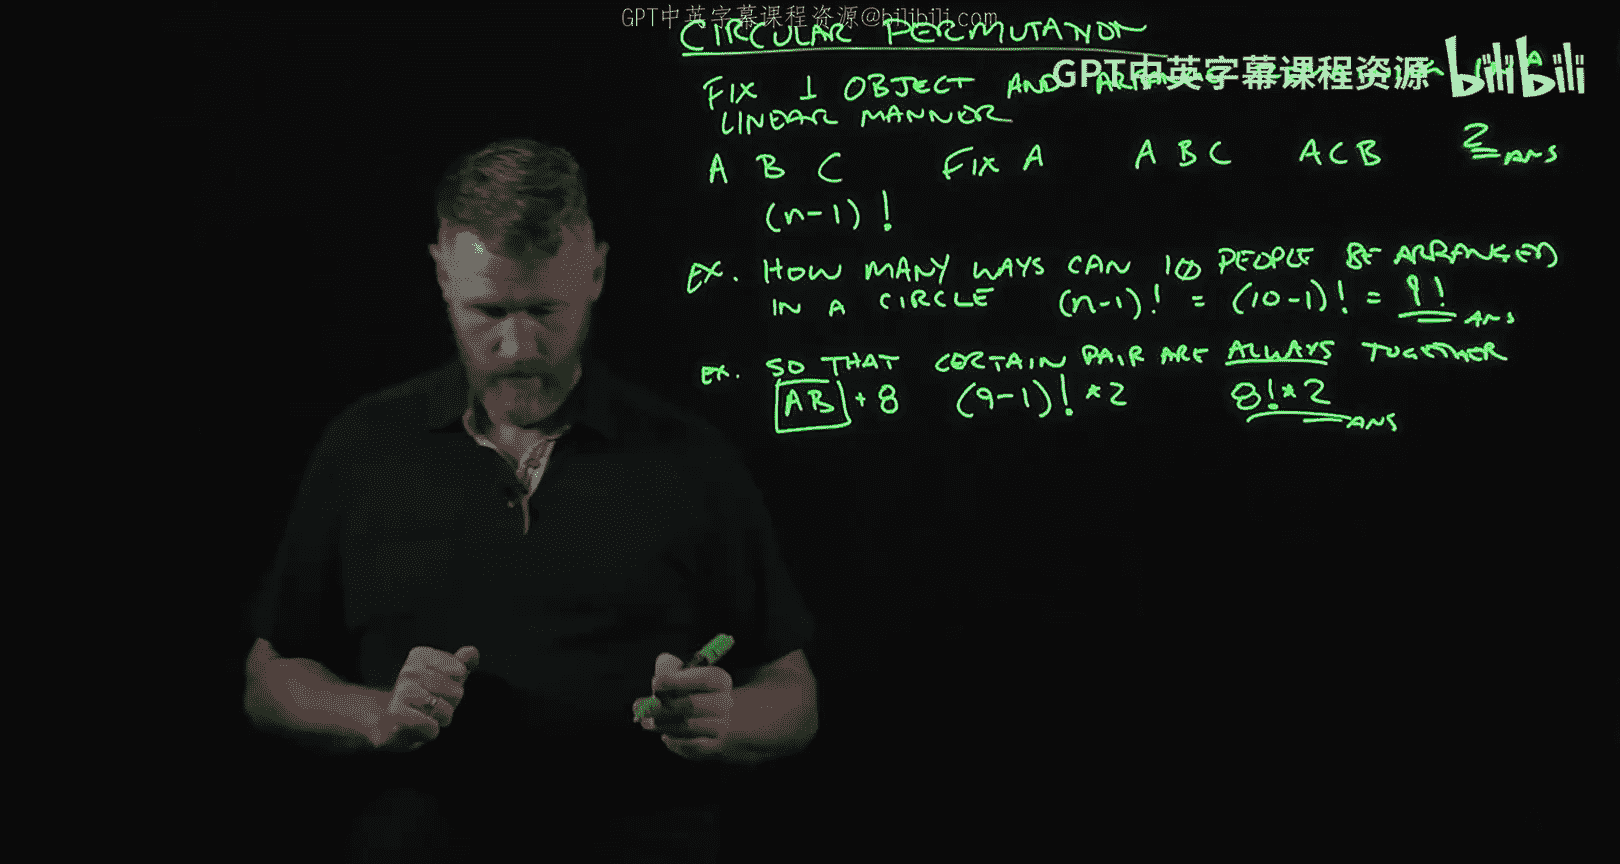 GPT中英字幕课程资源@bilibili.com
CIRCULAR PERMUTATION
GPT中英字幕课程资源 bilibili
FIX 1 OBJECT AND
LINEAR MANNER
A B C FIX A A B C A C B 2 ANS
(n-1)!
EX. HOW MANY WAYS CAN 10 PEOPLE BE ARRANGED
IN A CIRCLE (n-1)! = (10-1)! = 9! ANS
EX. SO THAT CERTAIN PAIR ARE ALWAYS TOGETHER
AB + 8 (9-1)! * 2 8! * 2 ANS